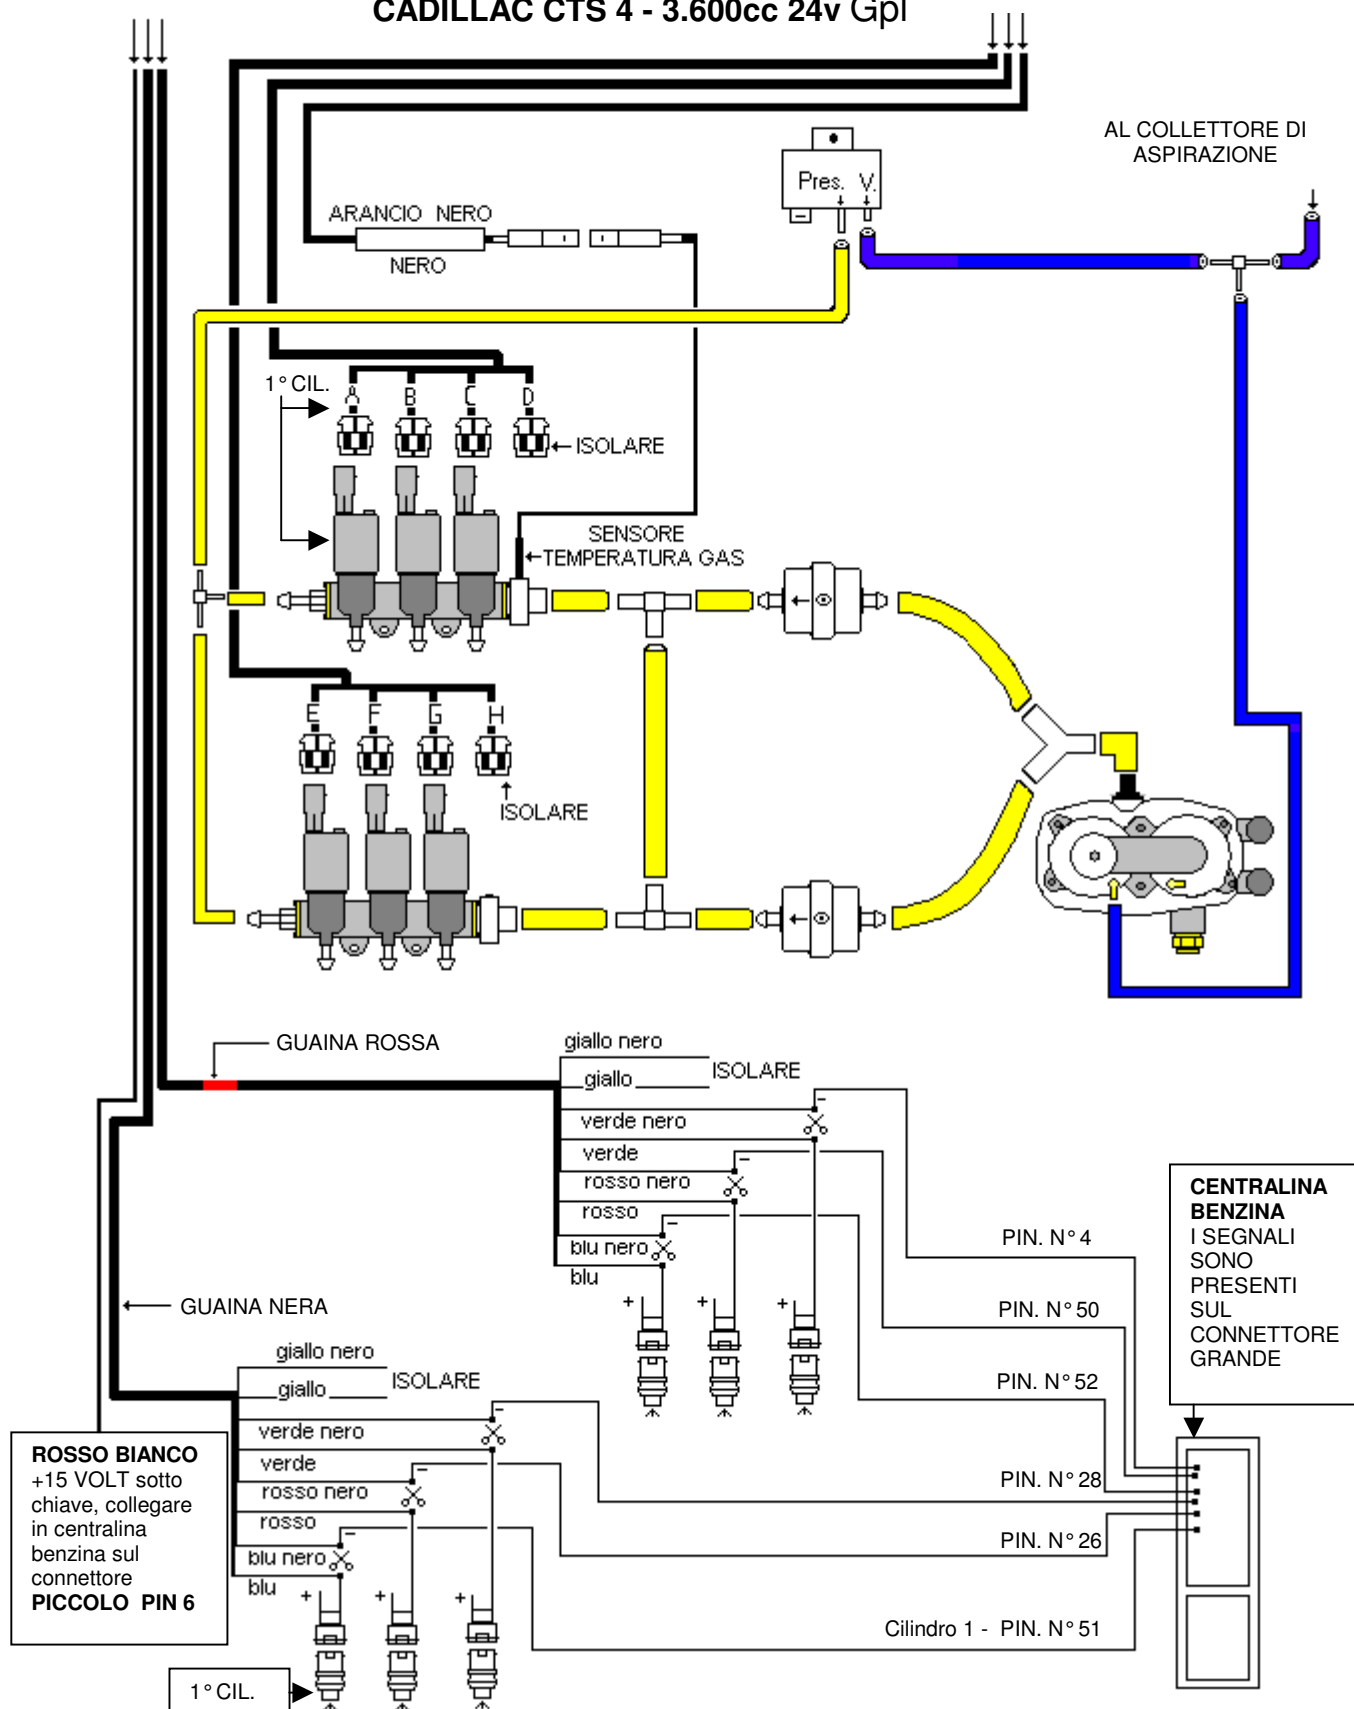 CADILLAC CTS 4 - 3.600cc 24v Gpl
AL COLLETTORE DI
ASPIRAZIONE
Pres. V.
ARANCIO NERO
NERO
1° CIL.
A B C D
ISOLARE
SENSORE
TEMPERATURA GAS
E F G H
ISOLARE
GUAINA ROSSA
giallo nero
giallo
ISOLARE
verde nero
verde
rosso nero
rosso
blu nero
blu
PIN. N° 4
PIN. N° 50
PIN. N° 52
CENTRALINA
BENZINA
I SEGNALI
SONO
PRESENTI
SUL
CONNETTORE
GRANDE
GUAINA NERA
giallo nero
giallo
ISOLARE
verde nero
verde
rosso nero
rosso
blu nero
blu
PIN. N° 28
PIN. N° 26
Cilindro 1 - PIN. N° 51
ROSSO BIANCO
+15 VOLT sotto
chiave, collegare
in centralina
benzina sul
connettore
PICCOLO PIN 6
1° CIL.